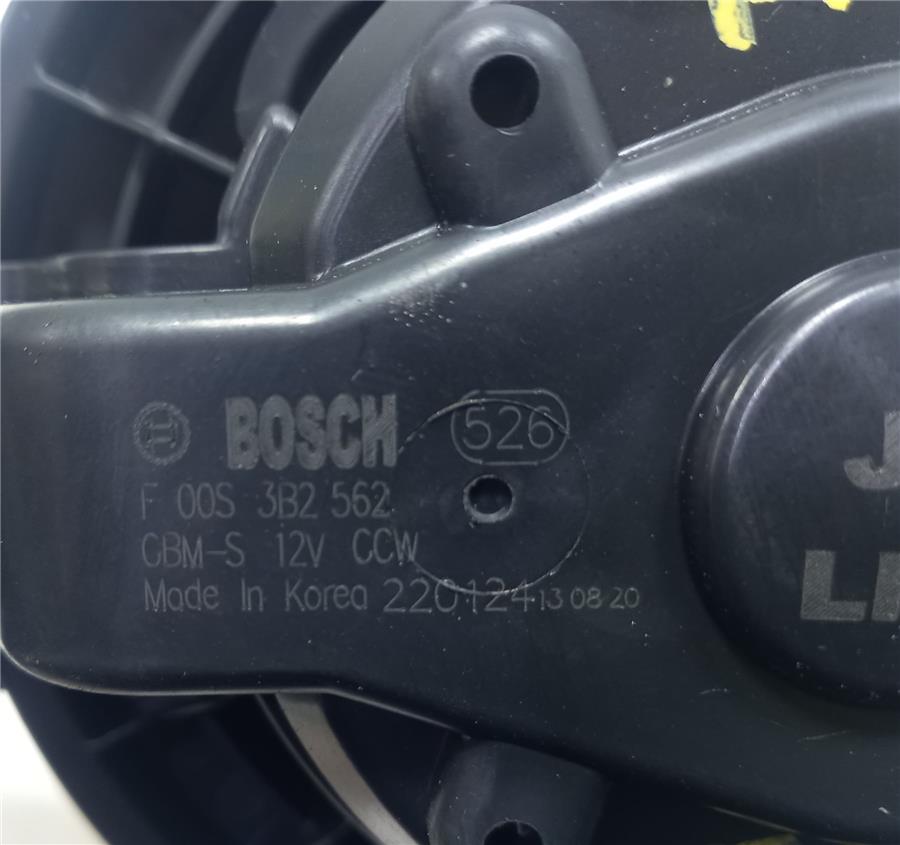 BOSCH 526
F 00S 3B2 562
CBM-S 12V CCW
Made In Korea 220124 13 08 20